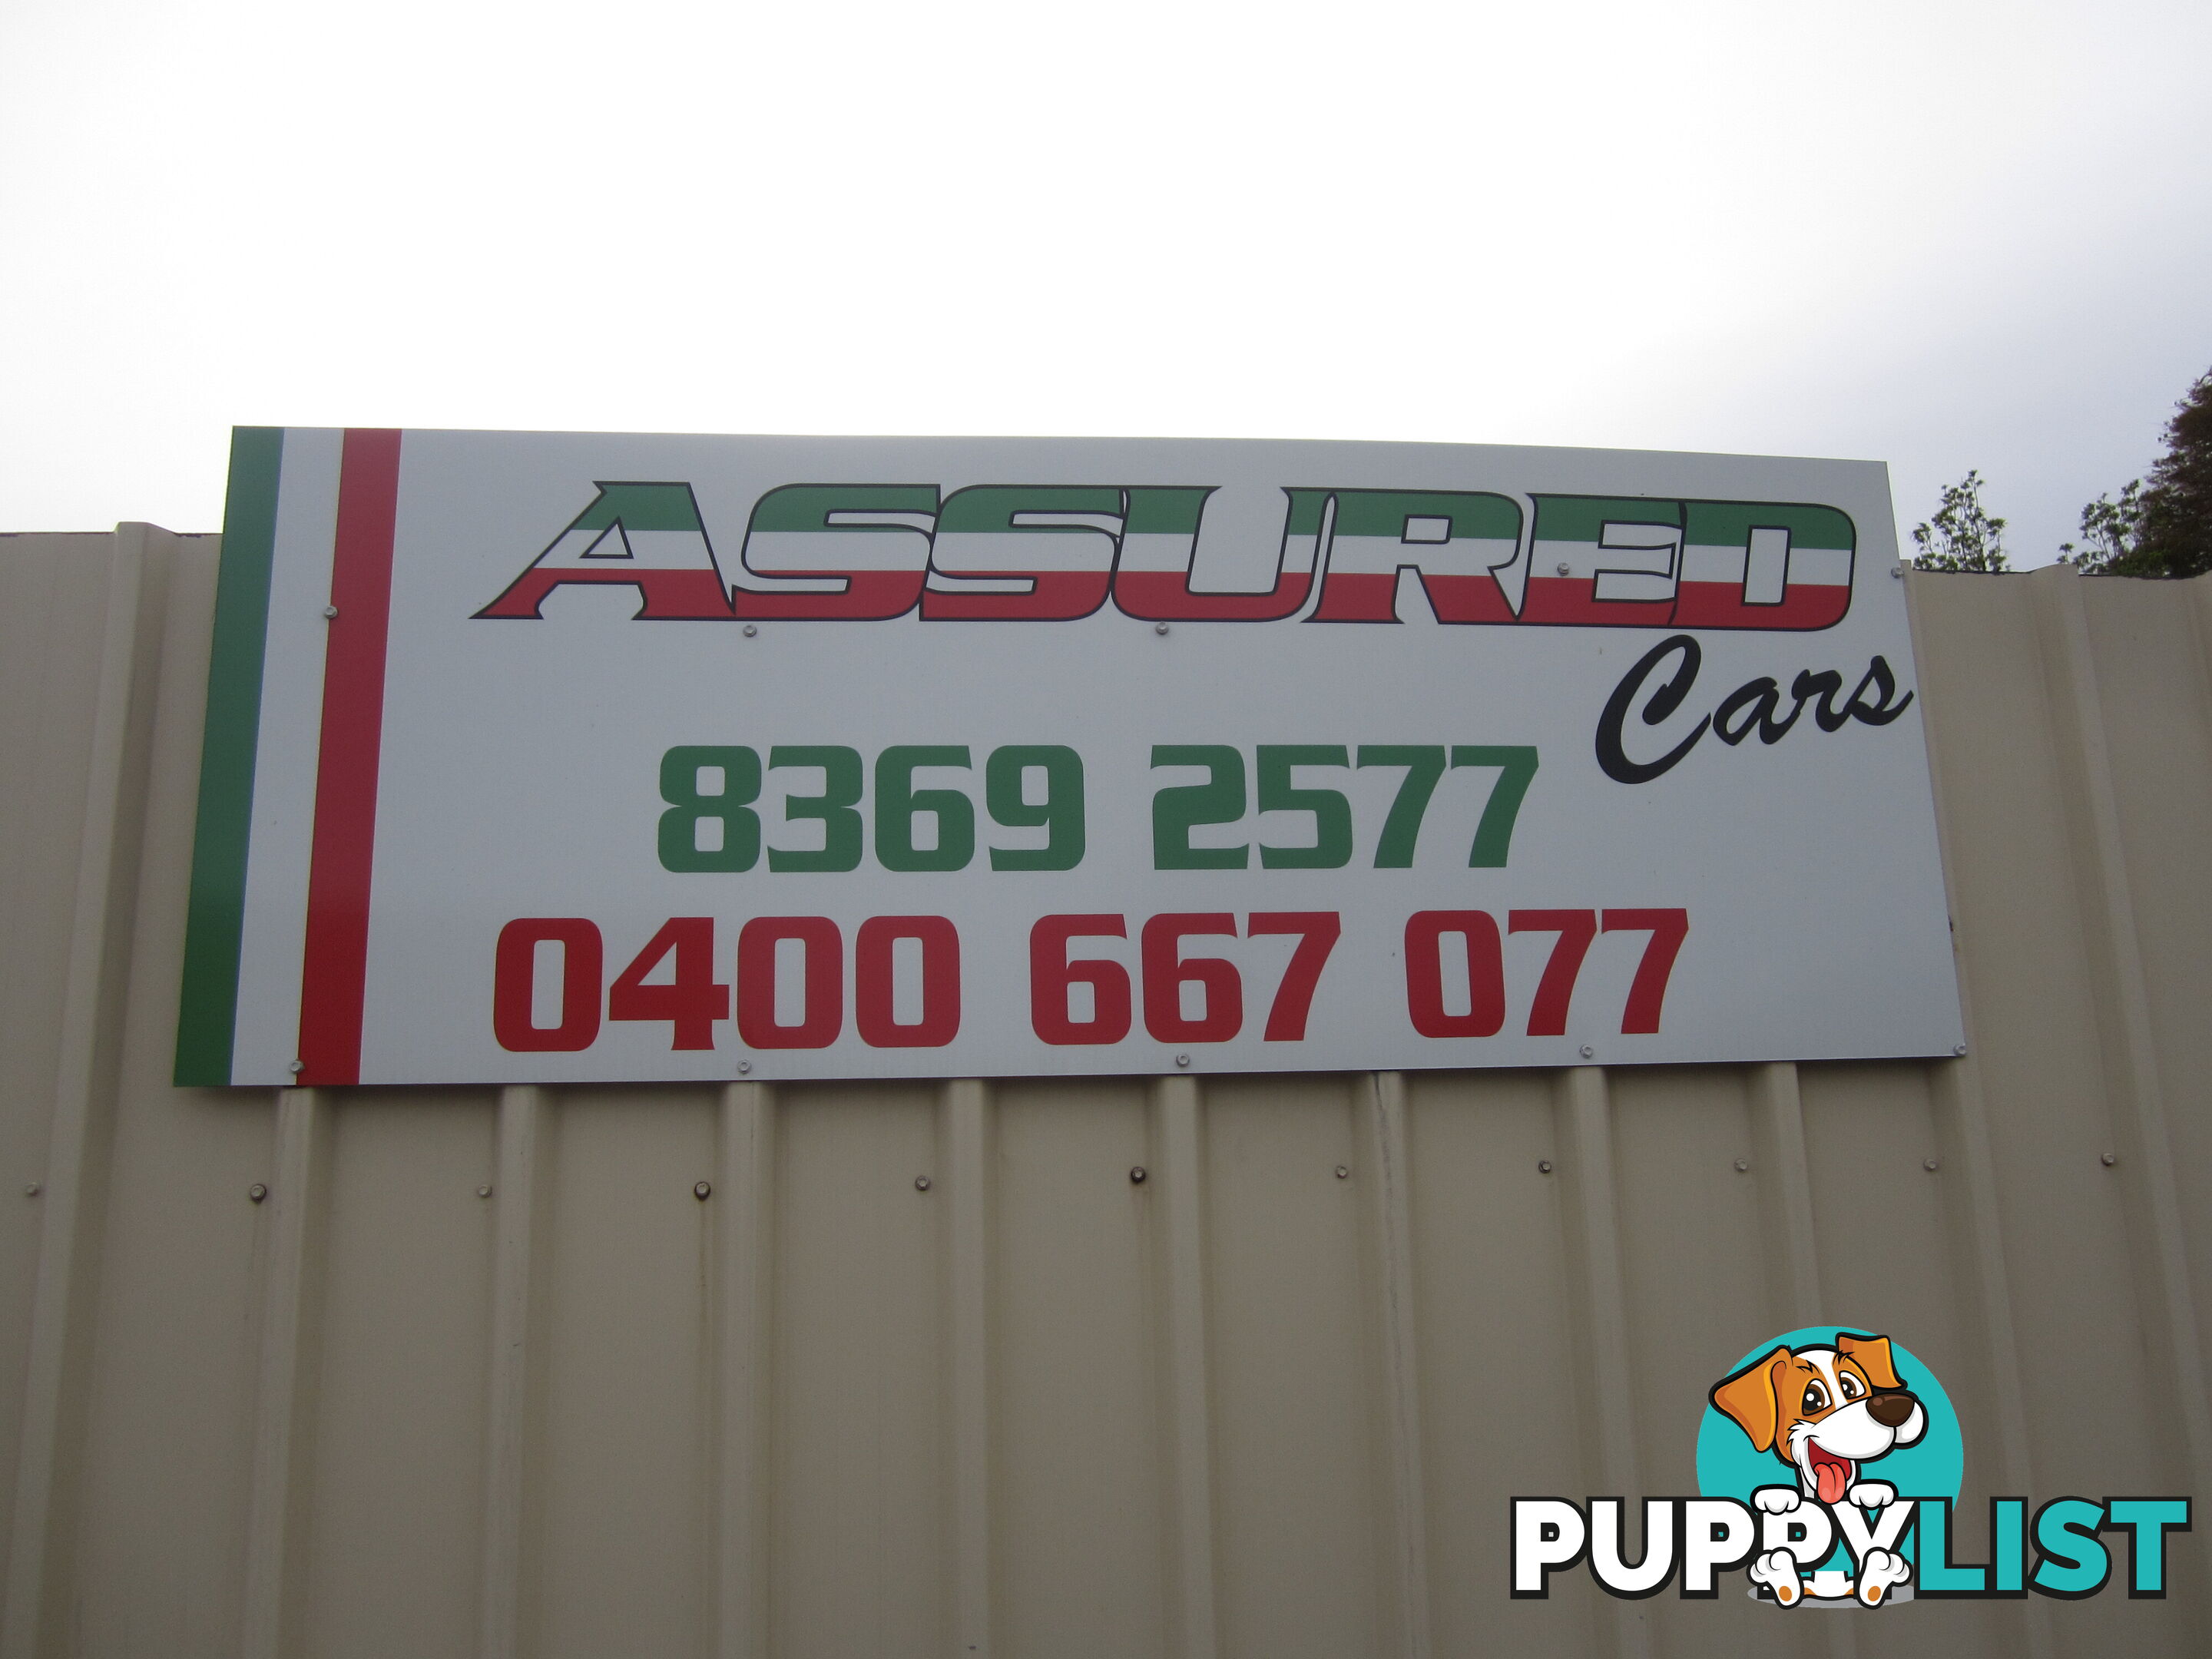 ASSURED
Cars
8369 2577
0400 667 077
PUPPYLIST